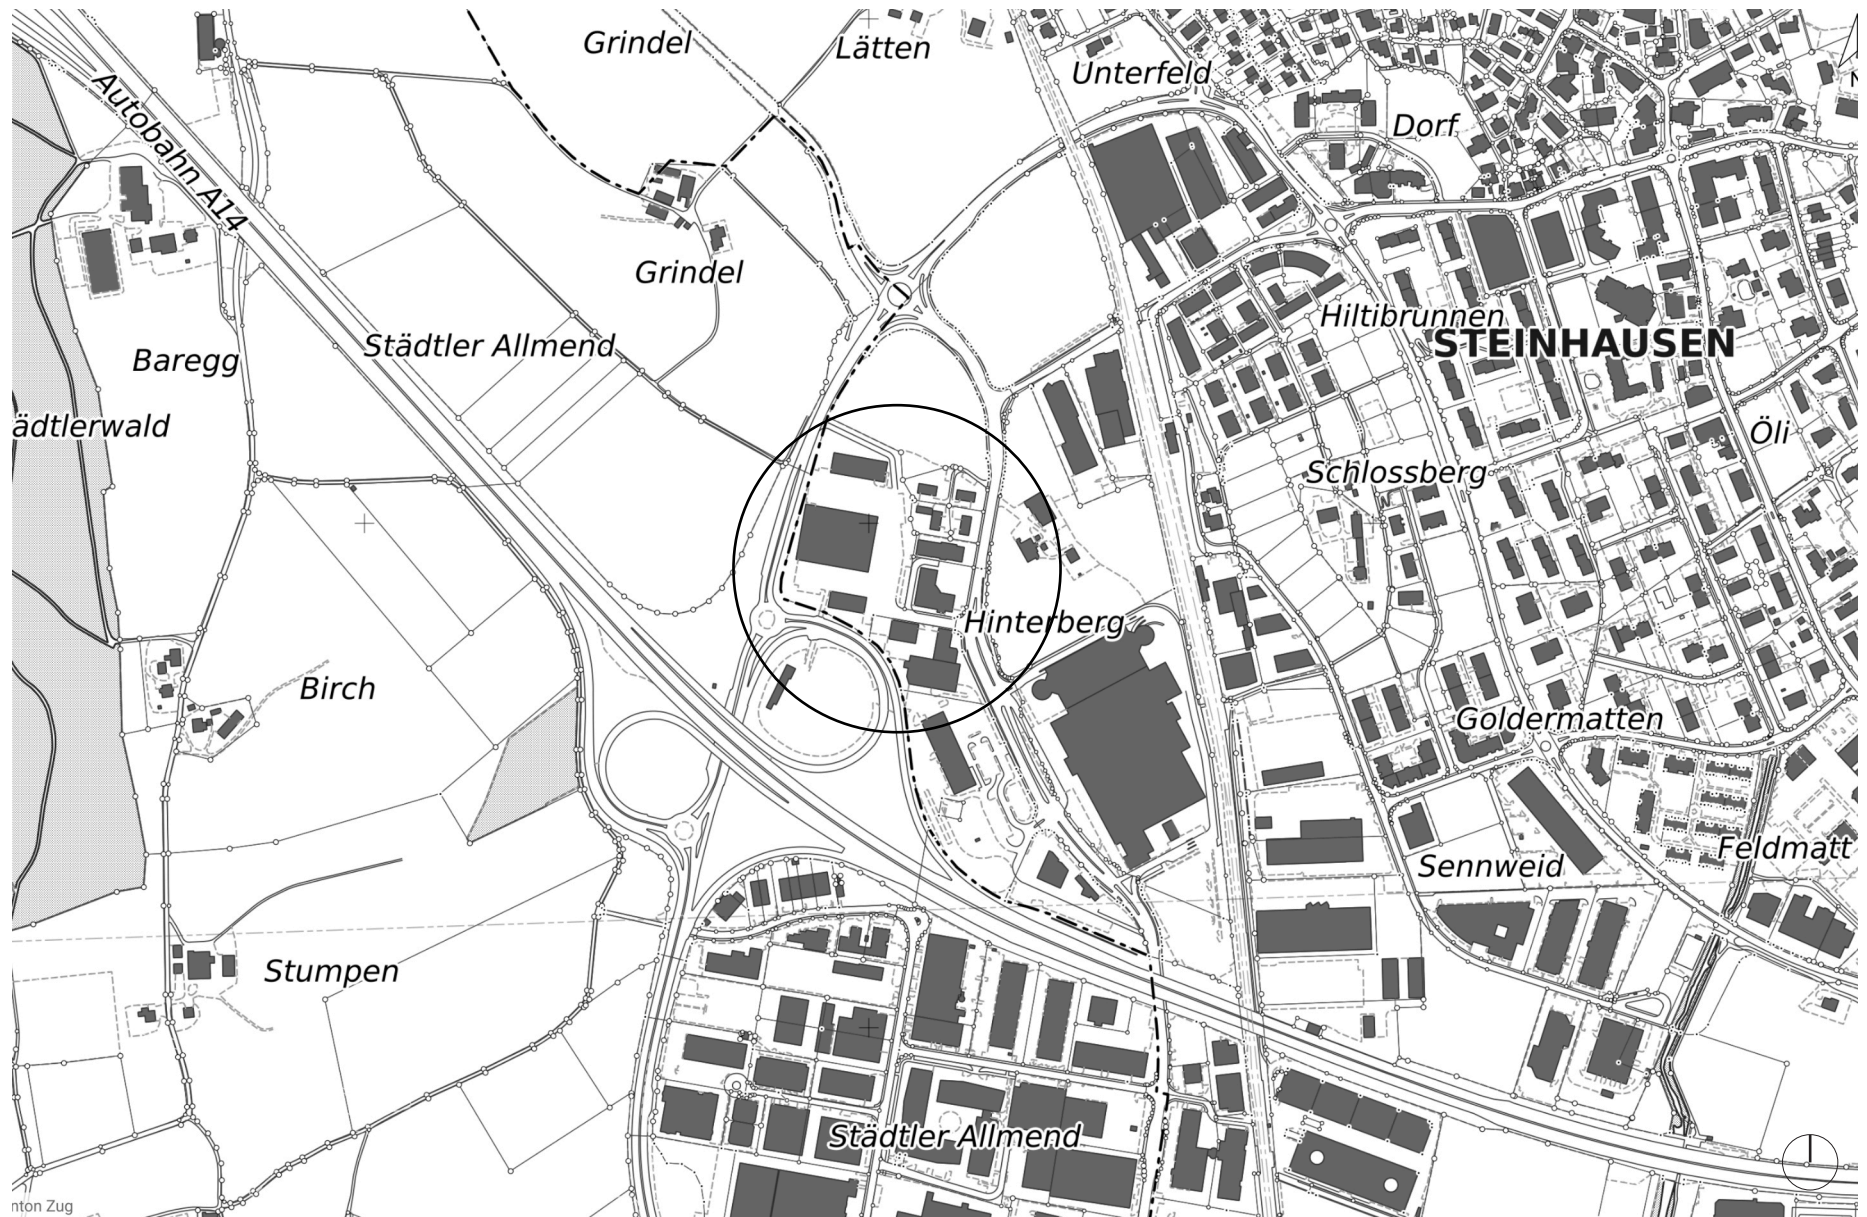 Grindel
Lätten
Unterfeld
N
Autobahn A14
Dorf
Grindel
Städtler Allmend
Baregg
Hiltibrunnen
STEINHAUSEN
ädtlerwald
Öli
Schlossberg
Hinterberg
Birch
Goldermatten
Feldmatt
Sennweid
Stumpen
Städtler Allmend
nton Zug